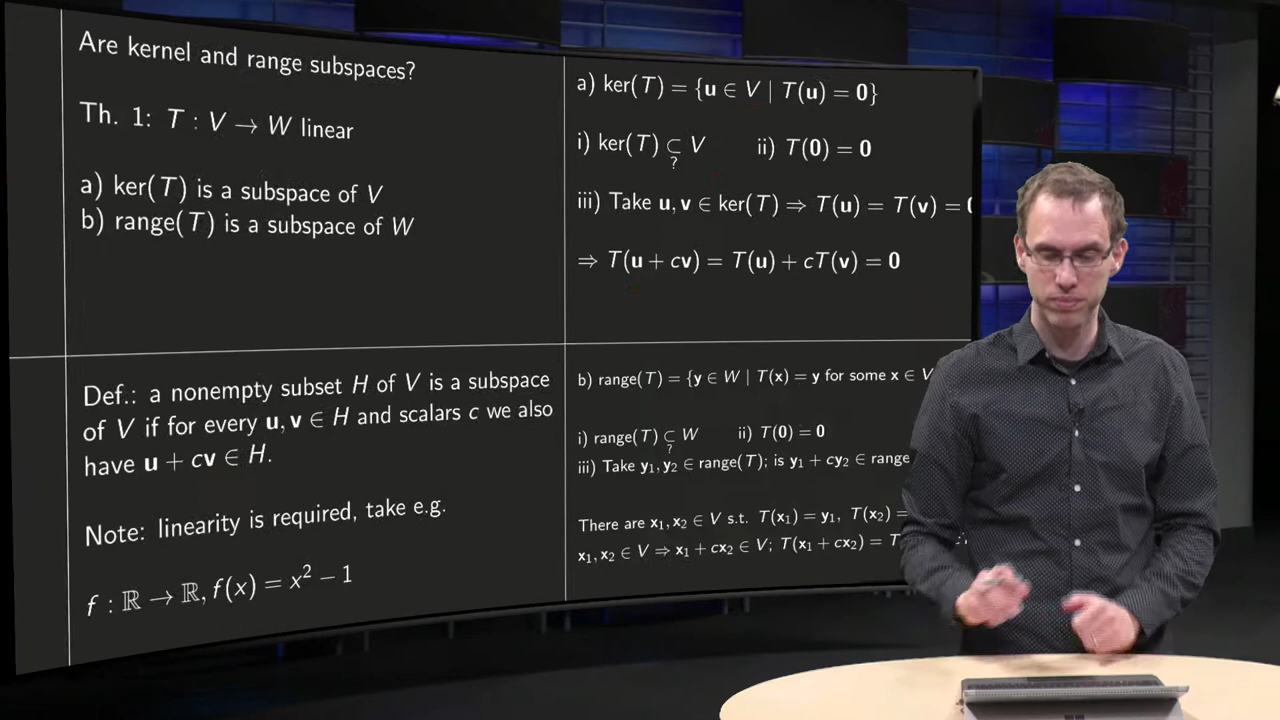 Are kernel and range subspaces?
Th. 1: T : V → W linear
a) ker(T) is a subspace of V
b) range(T) is a subspace of W
Def.: a nonempty subset H of V is a subspace
of V if for every u, v ∈ H and scalars c we also
have u + cv ∈ H.
Note: linearity is required, take e.g.
f : ℝ → ℝ, f(x) = x² − 1
a) ker(T) = {u ∈ V | T(u) = 0}
i) ker(T) ⊂? V ii) T(0) = 0
iii) Take u, v ∈ ker(T) ⇒ T(u) = T(v) =
⇒ T(u + cv) = T(u) + cT(v) = 0
b) range(T) = {y ∈ W | T(x) = y for some x ∈ V
i) range(T) ⊂? W ii) T(0) = 0
iii) Take y₁, y₂ ∈ range(T); is y₁ + cy₂ ∈ range
There are x₁, x₂ ∈ V s.t. T(x₁) = y₁, T(x₂) =
x₁, x₂ ∈ V ⇒ x₁ + cx₂ ∈ V; T(x₁ + cx₂) = T